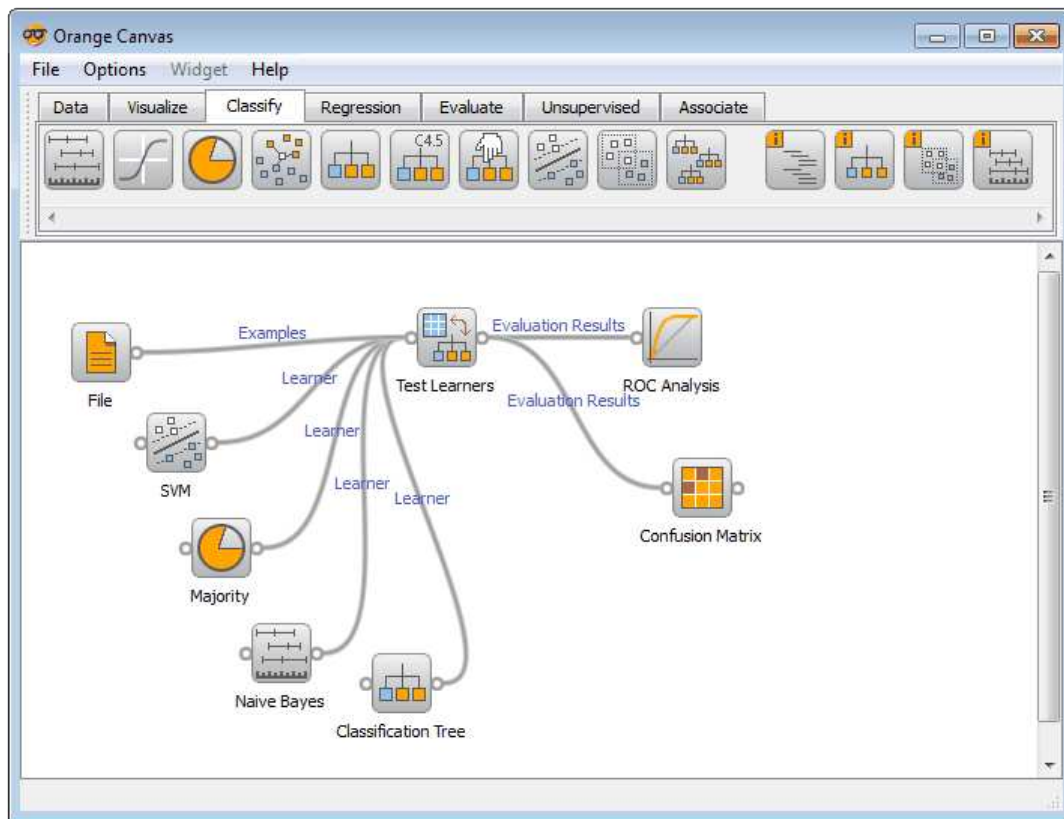 Orange Canvas
File Options Widget Help
Data Visualize Classify Regression Evaluate Unsupervised Associate
C4.5
i i i i
Examples
Evaluation Results
File
Test Learners
ROC Analysis
Learner
Evaluation Results
Learner
SVM
Learner
Learner
Confusion Matrix
Majority
Naive Bayes
Classification Tree